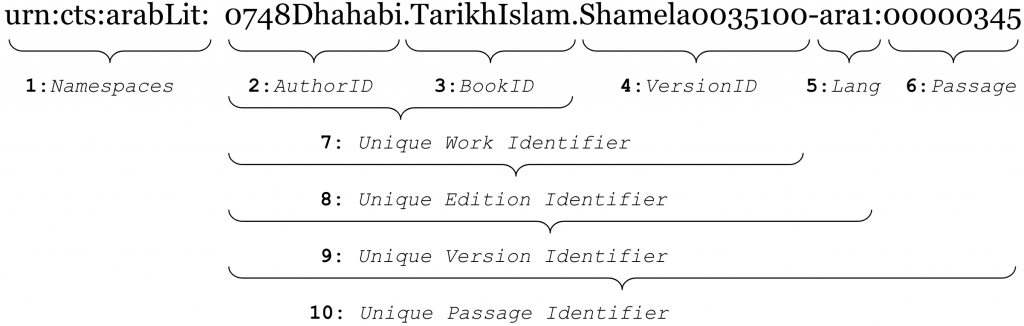 urn:cts:arabLit: 0748Dhahabi.TarikhIslam.Shamela0035100-ara1:00000345
1:Namespaces 2:AuthorID 3:BookID 4:VersionID 5:Lang 6:Passage
7: Unique Work Identifier
8: Unique Edition Identifier
9: Unique Version Identifier
10: Unique Passage Identifier